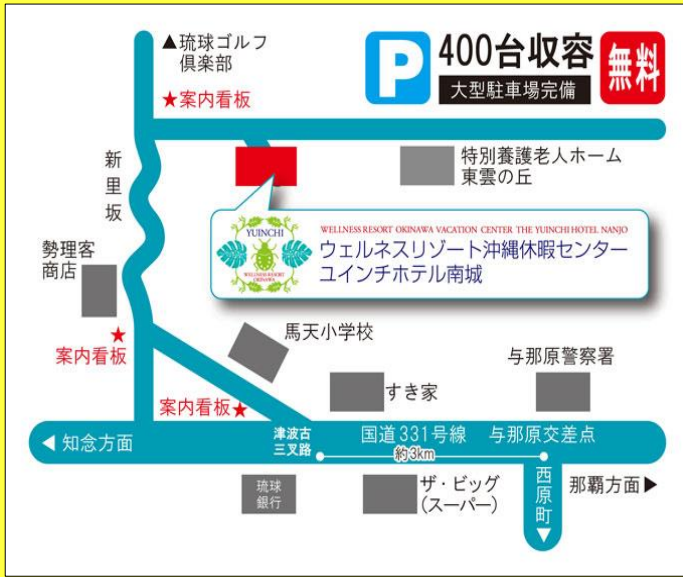 ▲琉球ゴルフ
倶楽部
★案内看板
P
400台収容
大型駐車場完備
無料
新里坂
特別養護老人ホーム
東雲の丘
YUINCHI
WELLNESS RESORT
OKINAWA
WELLNESS RESORT OKINAWA VACATION CENTER THE YUINCHI HOTEL NANJO
ウェルネスリゾート沖縄休暇センター
ユインチホテル南城
勢理客
商店
★
案内看板
馬天小学校
案内看板★
すき家
与那原警察署
◀知念方面
津波古
三叉路
国道331号線
与那原交差点
約3km
琉球
銀行
ザ・ビッグ
(スーパー)
西原町▼
那覇方面▶